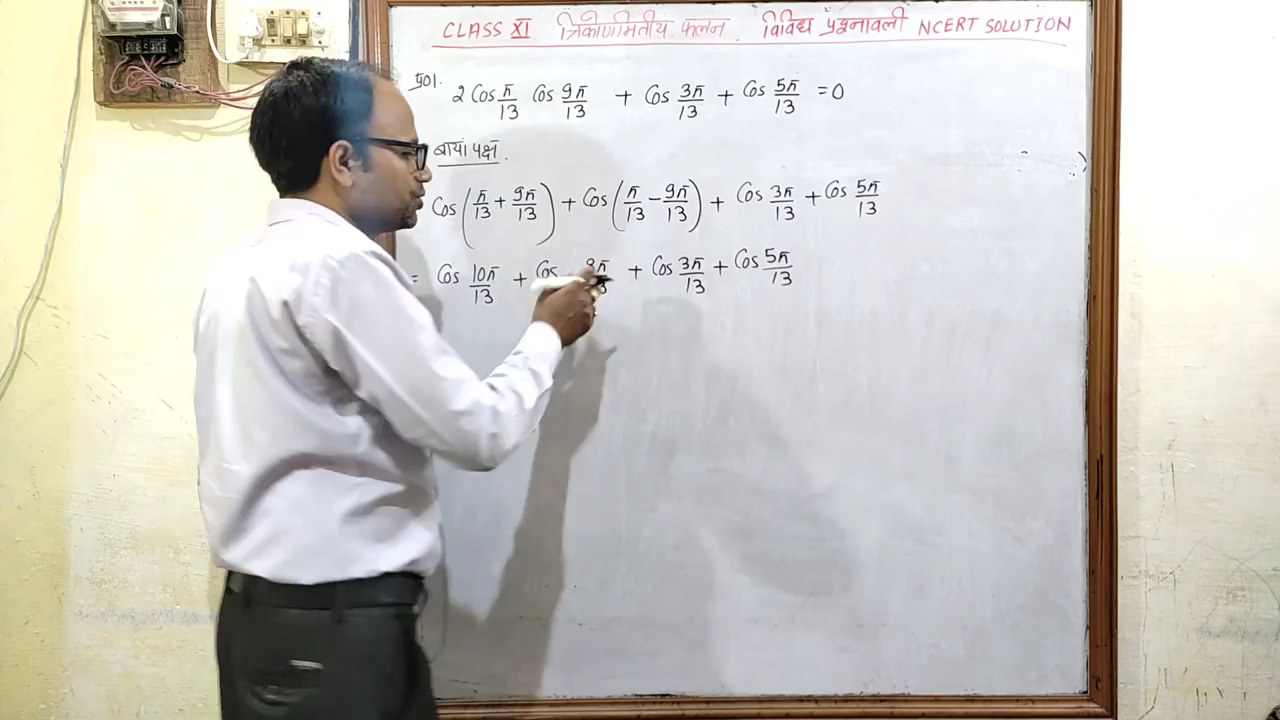 CLASS XI त्रिकोणमितीय फलन. विविध प्रश्नावली NCERT SOLUTION
प्र01. 2 Cos π/13 Cos 9π/13 + Cos 3π/13 + Cos 5π/13 = 0
बायां पक्ष.
Cos (π/13 + 9π/13) + Cos (π/13 − 9π/13) + Cos 3π/13 + Cos 5π/13
= Cos 10π/13 + Cos + Cos 3π/13 + Cos 5π/13